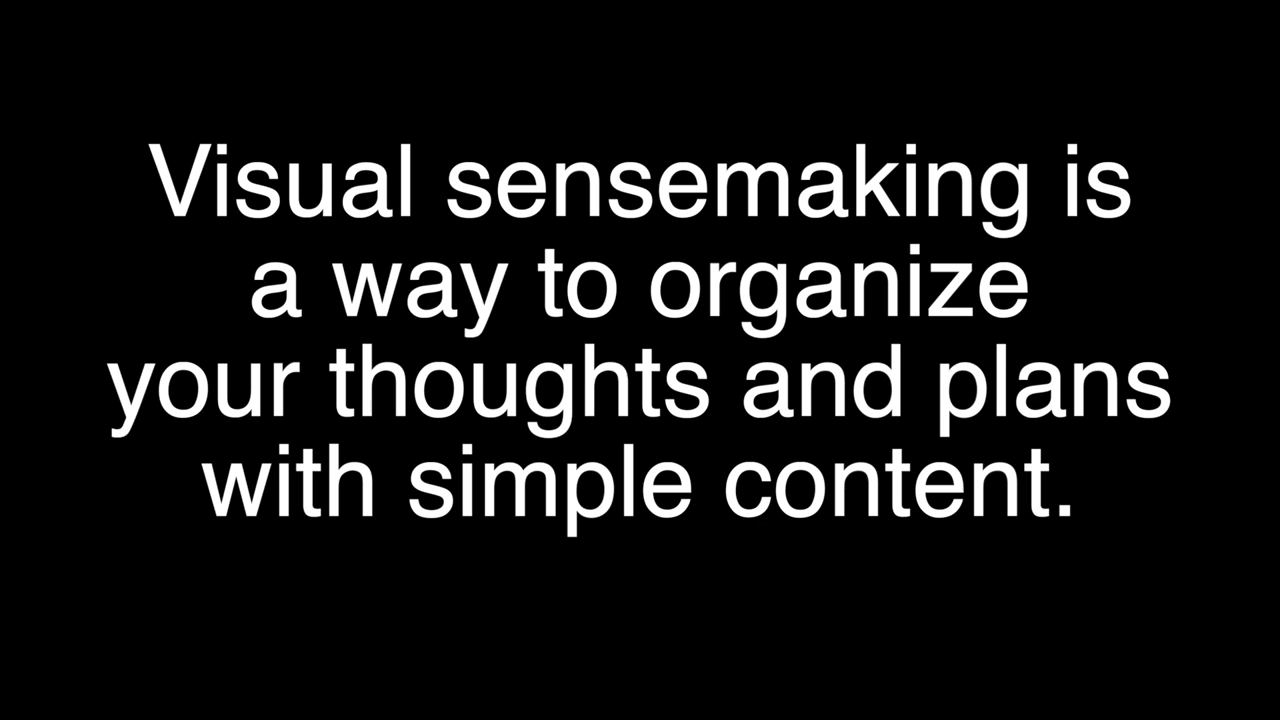 Visual sensemaking is
a way to organize
your thoughts and plans
with simple content.